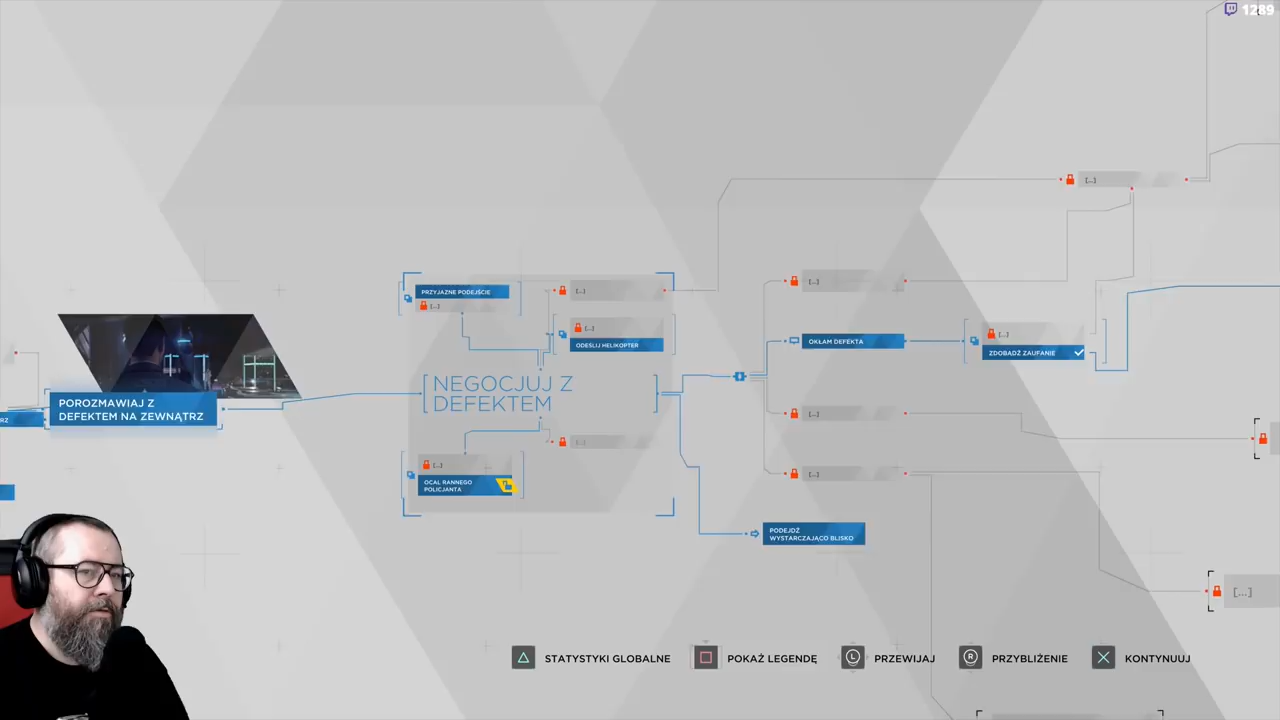 1289
[...]
PRZYJAZNE PODEJŚCIE
[...]
[...]
[...]
ODEŚLIJ HELIKOPTER
[...]
OKŁAM DEFEKTA
[...]
ZDOBĄDŹ ZAUFANIE
POROZMAWIAJ Z
DEFEKTEM NA ZEWNĄTRZ
RZ
NEGOCJUJ Z
DEFEKTEM
[...]
[...]
[...]
OCAL RANNEGO
POLICJANTA
[...]
PODEJDŹ
WYSTARCZAJĄCO BLISKO
[...]
STATYSTYKI GLOBALNE
POKAŻ LEGENDĘ
L
PRZEWIJAJ
R
PRZYBLIŻENIE
KONTYNUUJ